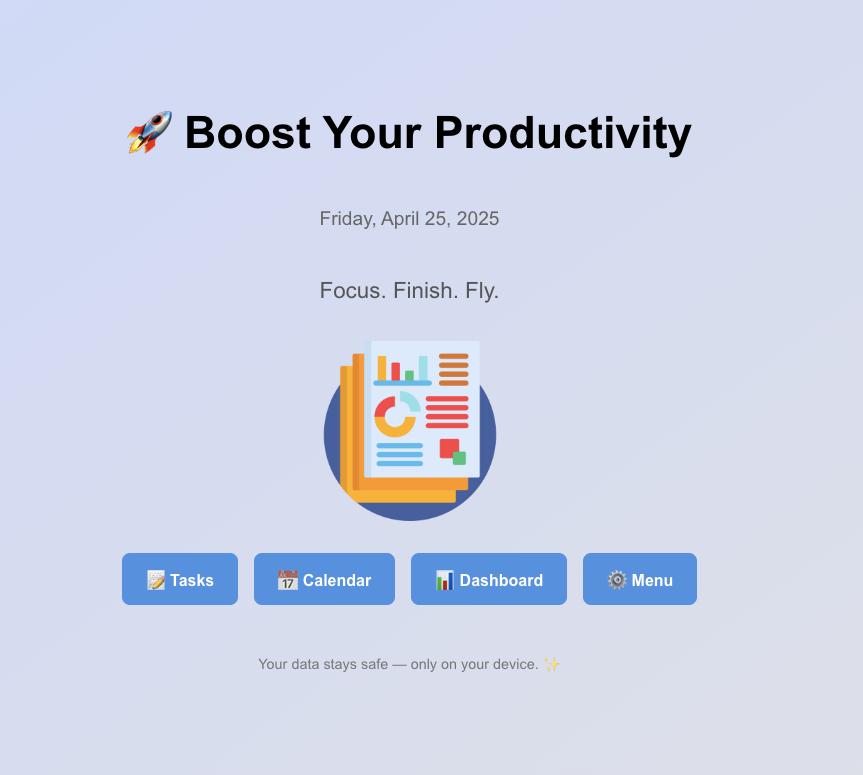 🚀 Boost Your Productivity
Friday, April 25, 2025
Focus. Finish. Fly.
📝 Tasks
📅 Calendar
📊 Dashboard
⚙️ Menu
Your data stays safe — only on your device. ✨